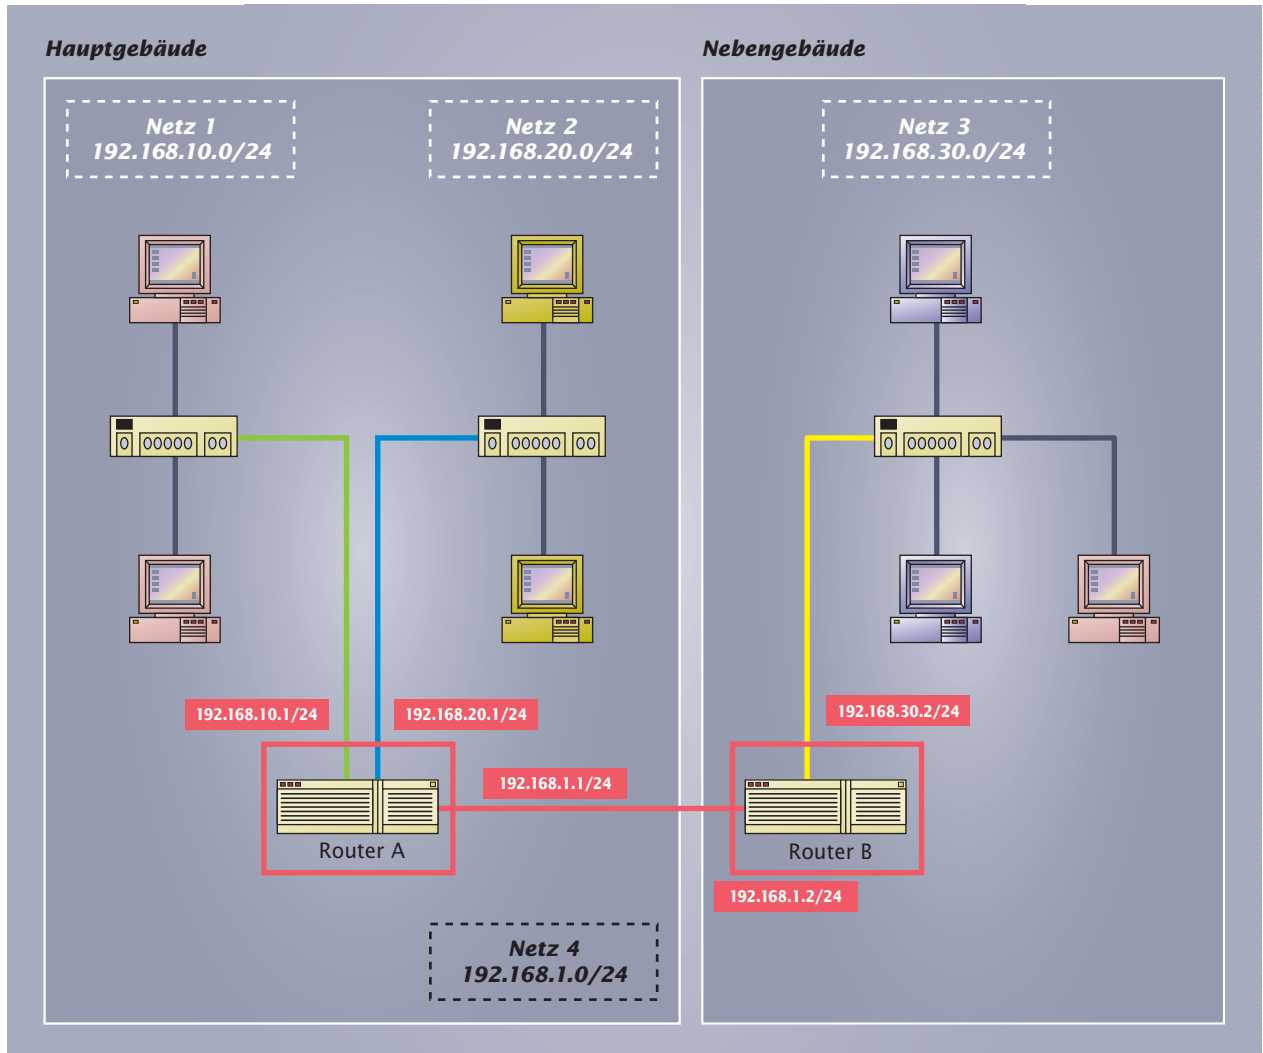 Hauptgebäude
Nebengebäude
Netz 1
192.168.10.0/24
Netz 2
192.168.20.0/24
Netz 3
192.168.30.0/24
192.168.10.1/24
192.168.20.1/24
192.168.30.2/24
192.168.1.1/24
Router A
Router B
192.168.1.2/24
Netz 4
192.168.1.0/24